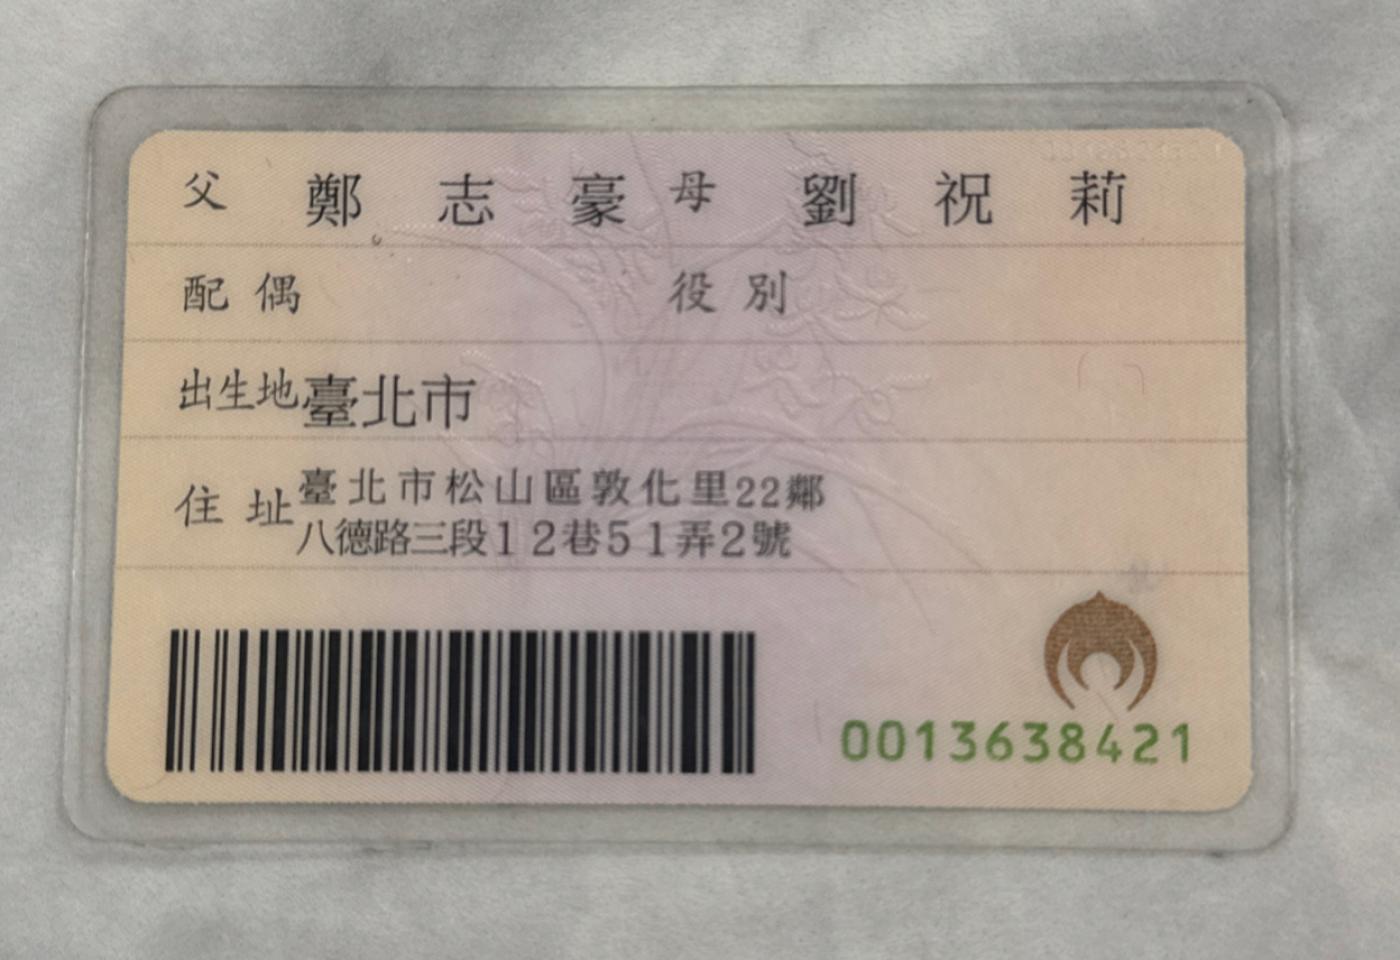 父 鄭志豪 母 劉祝莉
配偶 役別
出生地 臺北市
住址 臺北市松山區敦化里22鄰
八德路三段12巷51弄2號
0013638421